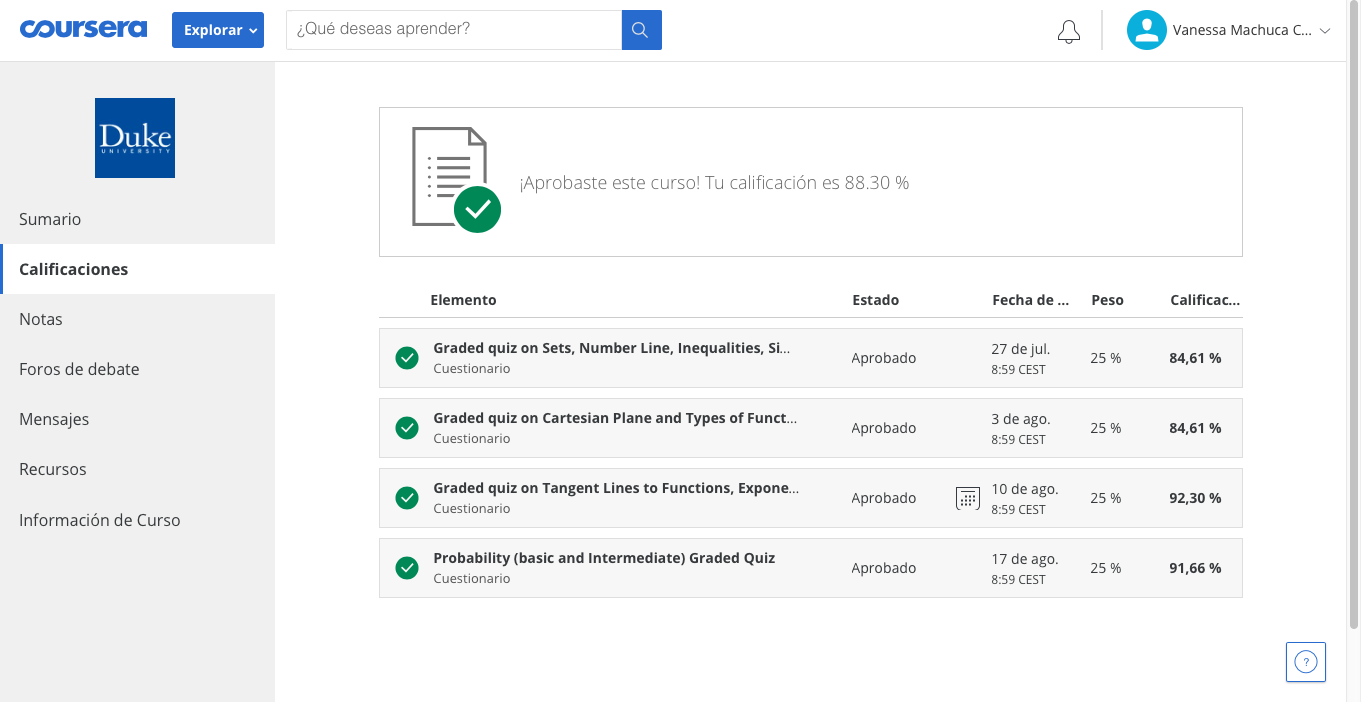 coursera
Explorar
¿Qué deseas aprender?
Vanessa Machuca C...
Duke
UNIVERSITY
Sumario
Calificaciones
Notas
Foros de debate
Mensajes
Recursos
Información de Curso
¡Aprobaste este curso! Tu calificación es 88.30 %
Elemento Estado Fecha de ... Peso Calificac...
Graded quiz on Sets, Number Line, Inequalities, Si...
Cuestionario
Aprobado
27 de jul.
8:59 CEST
25 %
84,61 %
Graded quiz on Cartesian Plane and Types of Funct...
Cuestionario
Aprobado
3 de ago.
8:59 CEST
25 %
84,61 %
Graded quiz on Tangent Lines to Functions, Expone...
Cuestionario
Aprobado
10 de ago.
8:59 CEST
25 %
92,30 %
Probability (basic and Intermediate) Graded Quiz
Cuestionario
Aprobado
17 de ago.
8:59 CEST
25 %
91,66 %
?